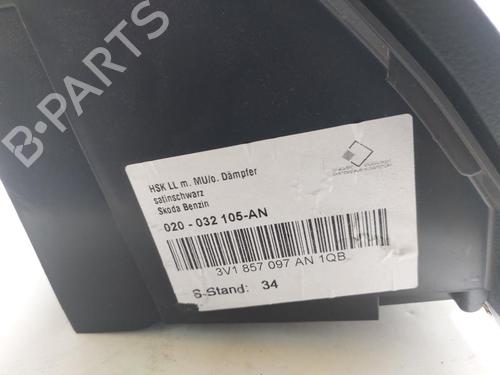 HSK LL m. MU/o. Dämpfer
satinschwarz
Skoda Benzin
020 - 032 105-AN
3V1 857 097 AN 1QB
S-Stand: 34
B-PARTS